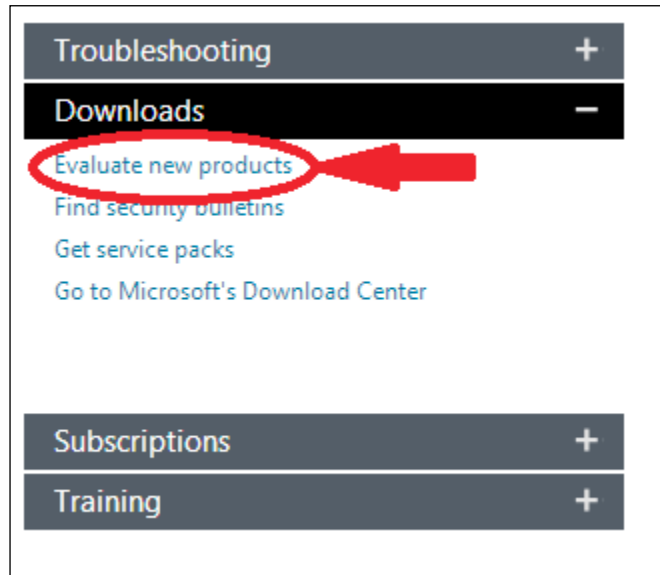 Troubleshooting +
Downloads −
Evaluate new products
Find security bulletins
Get service packs
Go to Microsoft's Download Center
Subscriptions +
Training +